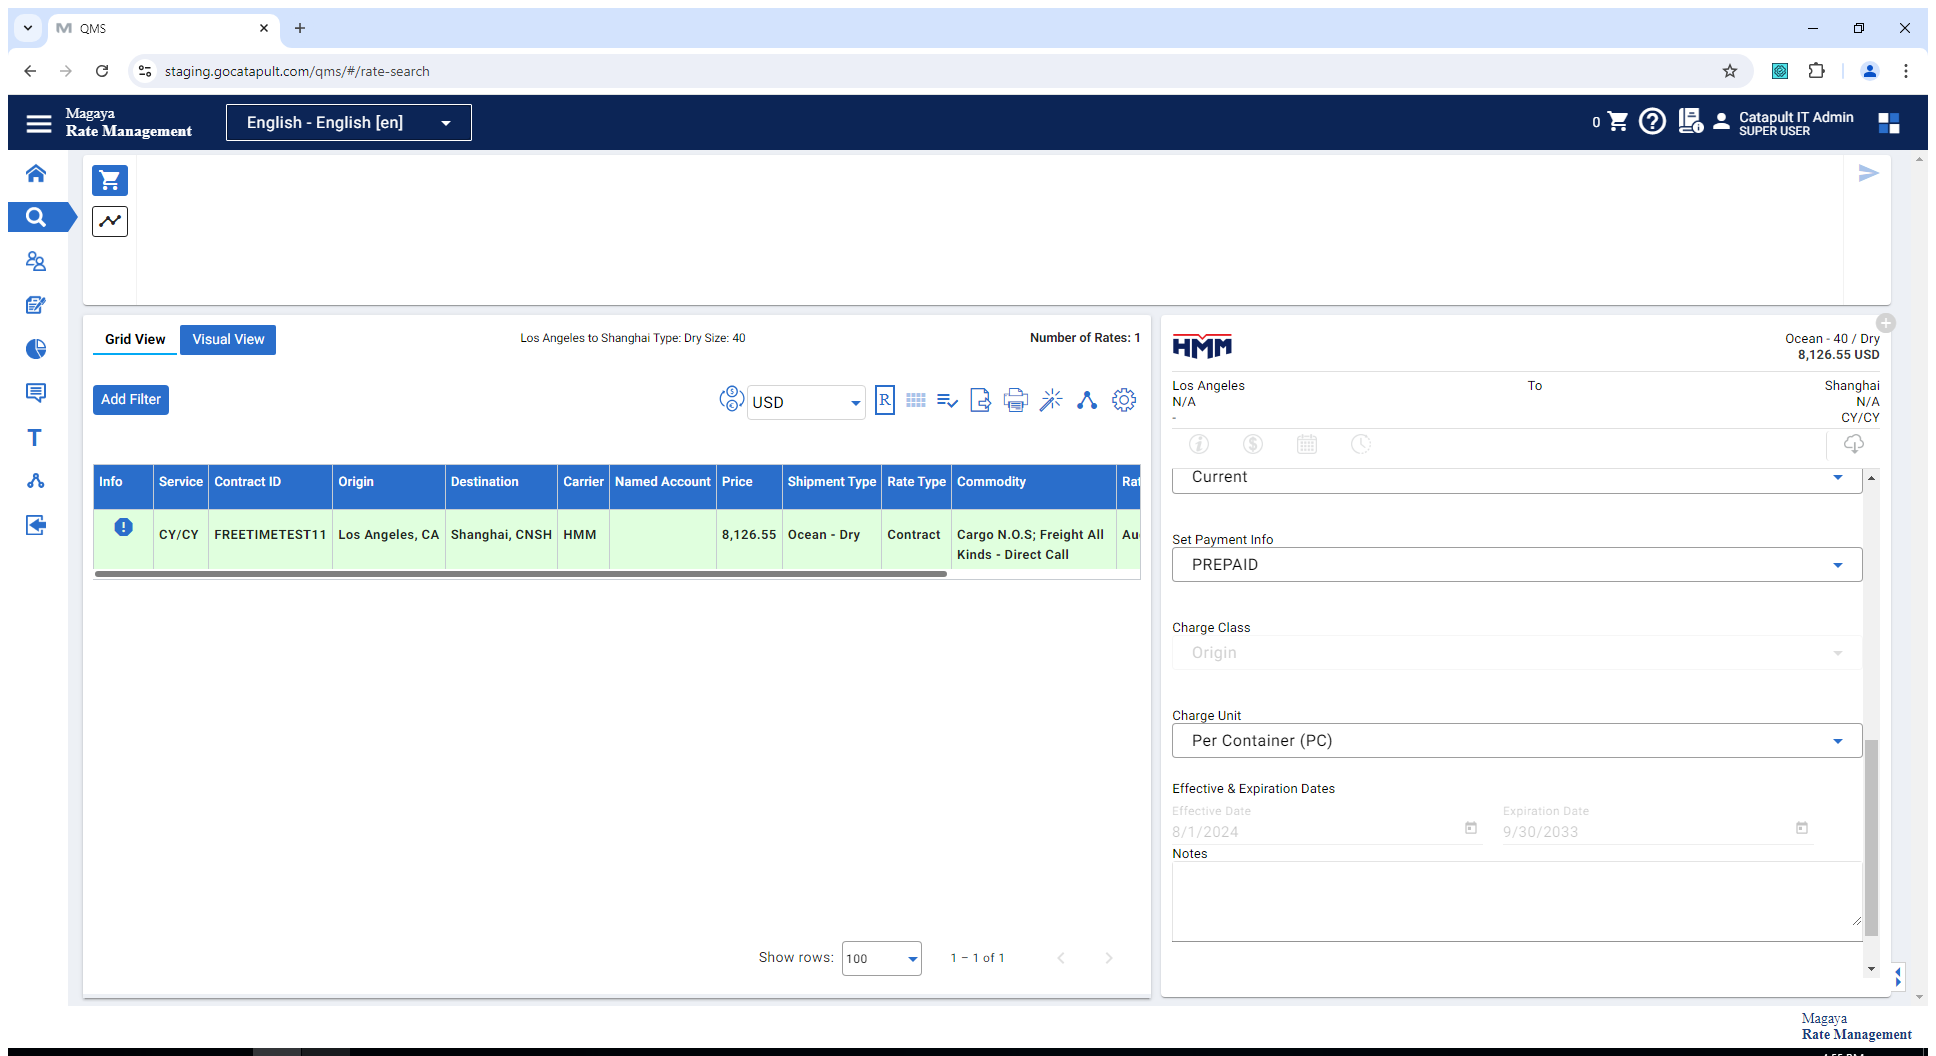 QMS
staging.gocatapult.com/qms/#/rate-search
Magaya
Rate Management
English - English [en]
0
Catapult IT Admin
SUPER USER
Grid View
Visual View
Los Angeles to Shanghai Type: Dry Size: 40
Number of Rates: 1
Add Filter
USD
R
Info Service Contract ID Origin Destination Carrier Named Account Price Shipment Type Rate Type Commodity Rat
CY/CY FREETIMETEST11 Los Angeles, CA Shanghai, CNSH HMM 8,126.55 Ocean - Dry Contract Cargo N.O.S; Freight All Au
Kinds - Direct Call
Show rows: 100 1 – 1 of 1
HMM
Ocean - 40 / Dry
8,126.55 USD
Los Angeles To Shanghai
N/A N/A
- CY/CY
Current
Set Payment Info
PREPAID
Charge Class
Origin
Charge Unit
Per Container (PC)
Effective & Expiration Dates
Effective Date Expiration Date
8/1/2024 9/30/2033
Notes
Magaya
Rate Management